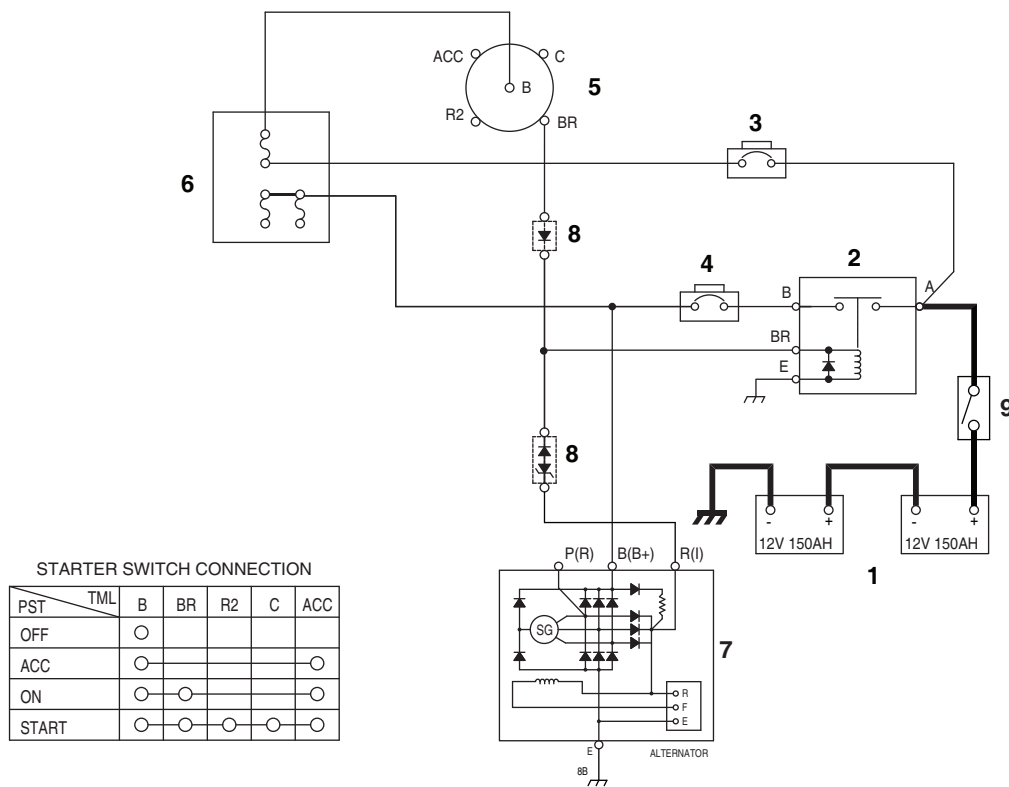 ACC
C
B
5
R2
BR
3
6
8
4
2
B
A
BR
E
9
8
- + - +
12V 150AH 12V 150AH
1
P(R) B(B+) R(I)
SG
7
R
F
E
E
ALTERNATOR
8B
STARTER SWITCH CONNECTION
PST TML B BR R2 C ACC
OFF
ACC
ON
START